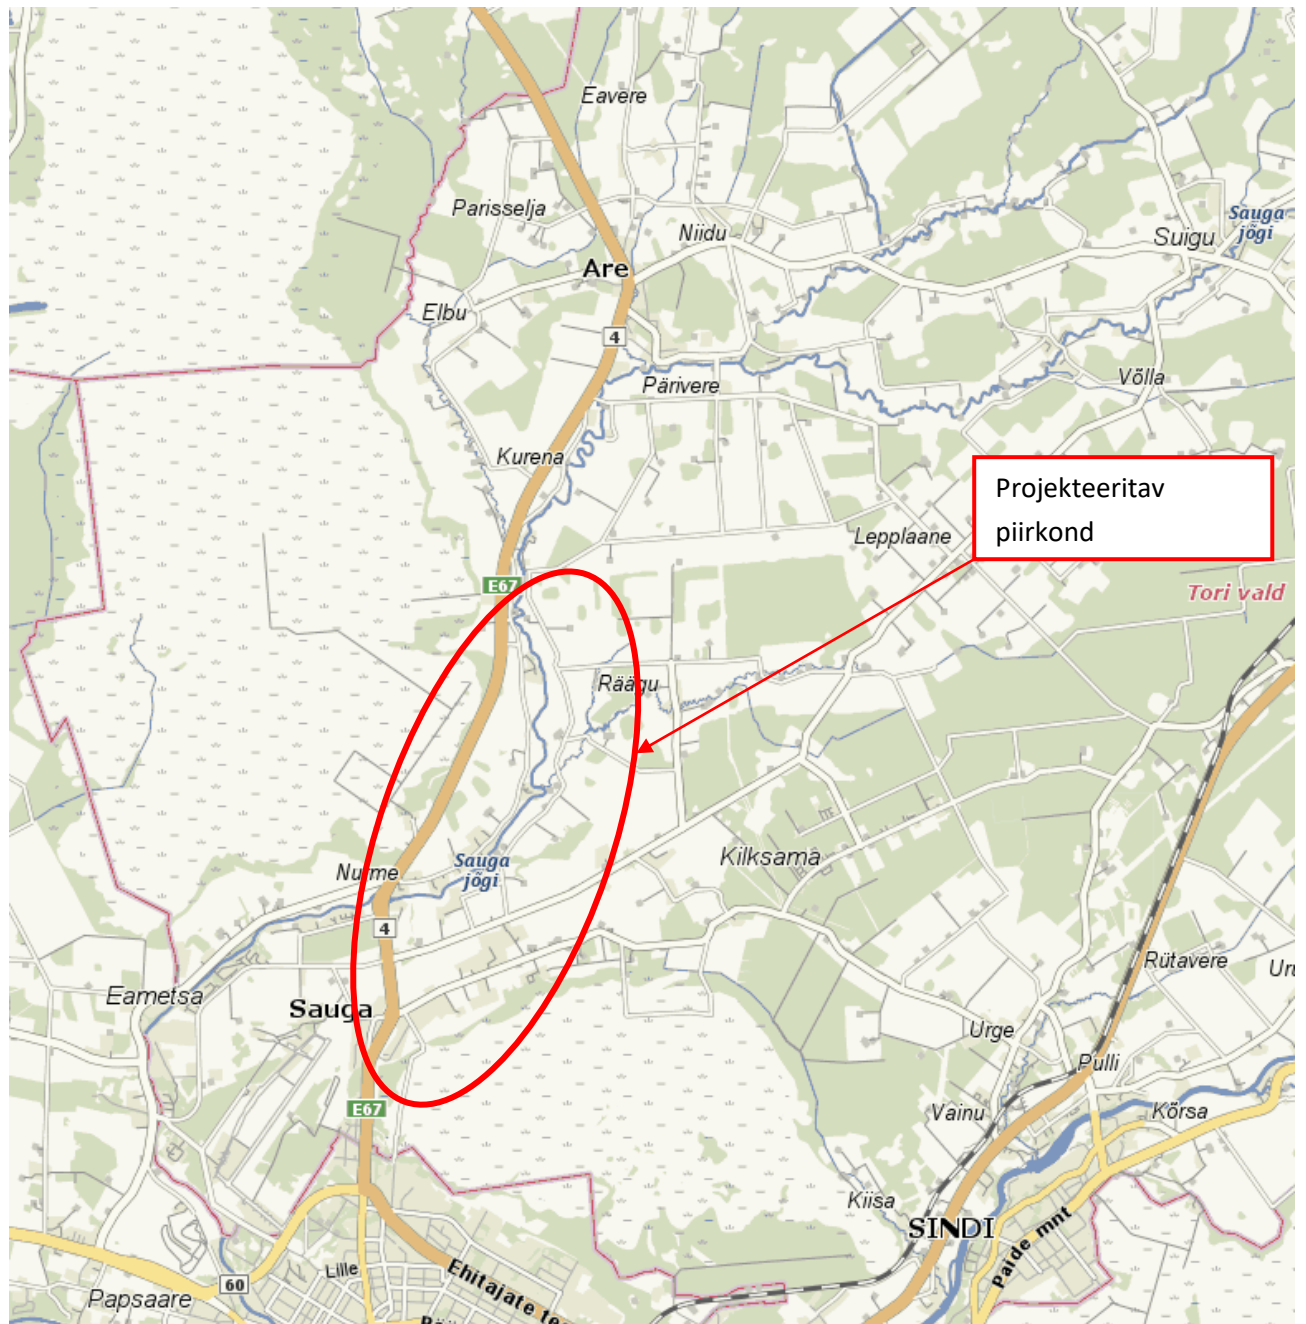 Eavere
Parisselja
Niidu
Sauga
jõgi
Suigu
Are
Elbu
4
Pärivere
Võlla
Kurena
Projekteeritav
piirkond
Lepplaane
E67
Tori vald
Räägu
Sauga
jõgi
Nurme
Kilksama
4
Rütavere
Uru
Eametsa
Sauga
Urge
Pulli
E67
Vainu
Kõrsa
Kiisa
SINDI
Paide mnt
Lille
60
Ehitajate tee
Papsaare